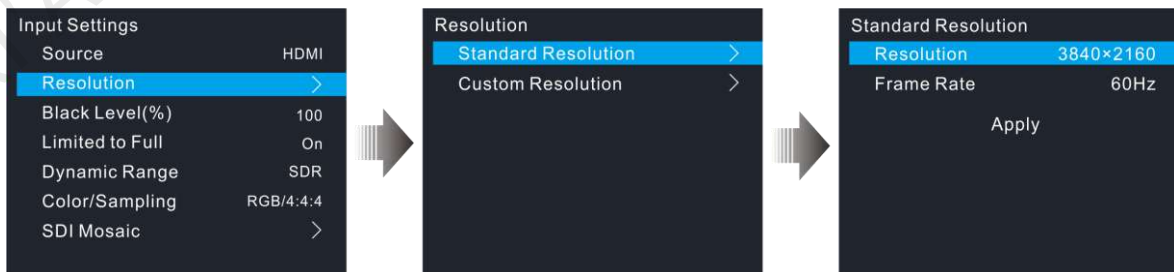 Input Settings
Source HDMI
Resolution >
Black Level(%) 100
Limited to Full On
Dynamic Range SDR
Color/Sampling RGB/4:4:4
SDI Mosaic >
Resolution
Standard Resolution >
Custom Resolution >
Standard Resolution
Resolution 3840×2160
Frame Rate 60Hz
Apply